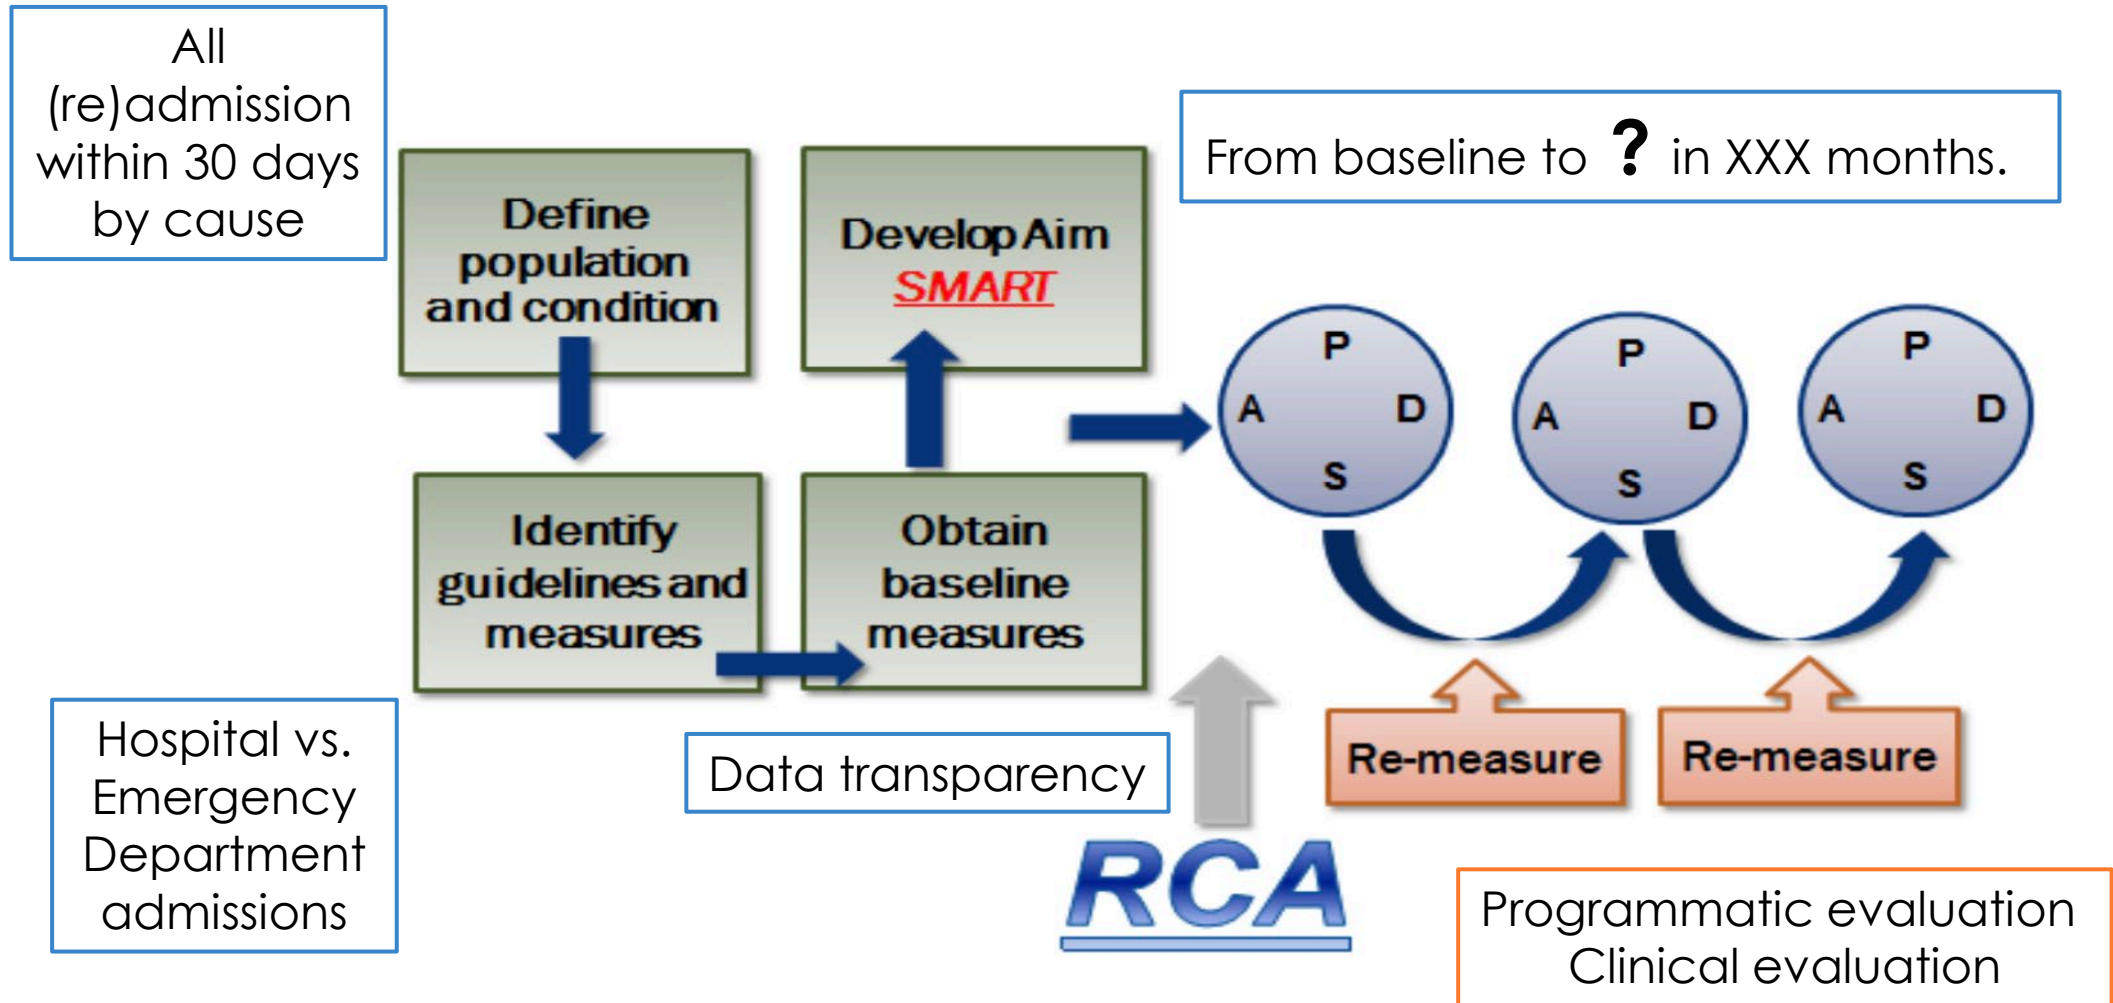 All
(re)admission
within 30 days
by cause
Define
population
and condition
Develop Aim
SMART
From baseline to ? in XXX months.
P
A D
S
P
A D
S
P
A D
S
Identify
guidelines and
measures
Obtain
baseline
measures
Hospital vs.
Emergency
Department
admissions
Data transparency
RCA
Re-measure
Re-measure
Programmatic evaluation
Clinical evaluation